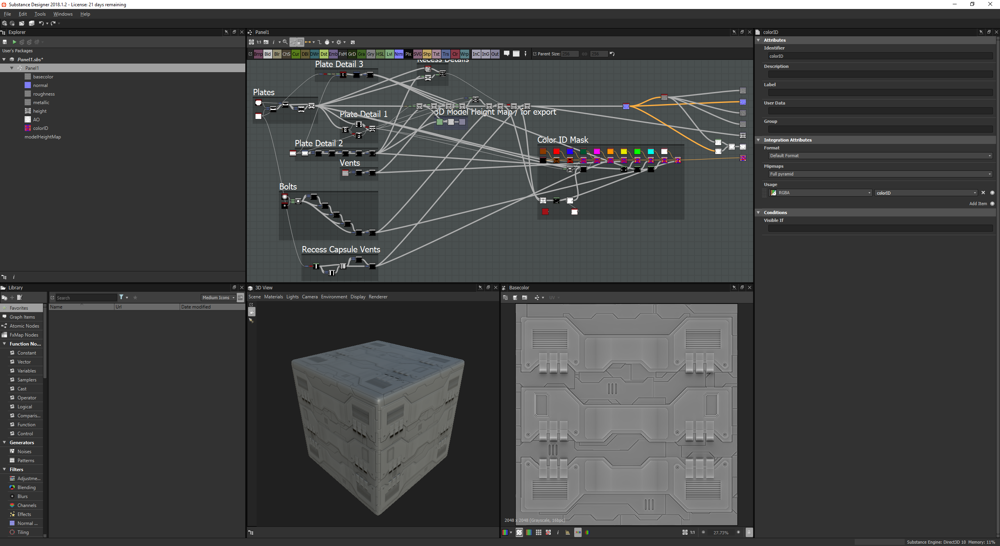 Substance Designer 2018.1.2 - License: 21 days remaining
File Edit Tools Windows Help
Explorer
User's Packages
Panel1.sbs*
Panel1
basecolor
normal
roughness
metallic
height
AO
colorID
modelHeightMap
Panel1
1:1
Bmp Bld Blr ChS Cur DBl DWr Dst Emb FxM GrD Gra Gry HSL Lvl Nrm Plx SVG Shp Txt Trs Clr Wrp InC InG Out
Parent Size: 256 256
Plate Detail 3
Recess Details
Plates
Plate Detail 1
3D Model Height Map / for export
Plate Detail 2
Color ID Mask
Vents
Bolts
Recess Capsule Vents
colorID
Attributes
Identifier
colorID
Description
Label
User Data
Group
Integration Attributes
Format
Default Format
Mipmaps
Full pyramid
Usage
RGBA colorID
Add Item
Conditions
Visible If
Library
Search
Medium Icons
Name Url Date modified
Favorites
Graph Items
Atomic Nodes
FxMap Nodes
Function No...
Constant
Vector
Variables
Samplers
Cast
Operator
Logical
Comparis...
Function
Control
Generators
Noises
Patterns
Filters
Adjustme...
Blending
Blurs
Channels
Effects
Normal ...
Tiling
3D View
Scene Materials Lights Camera Environment Display Renderer
Basecolor
UV
2048 x 2048 (Grayscale, 16bpc)
1:1 27.73%
Substance Engine: Direct3D 10 Memory: 11%